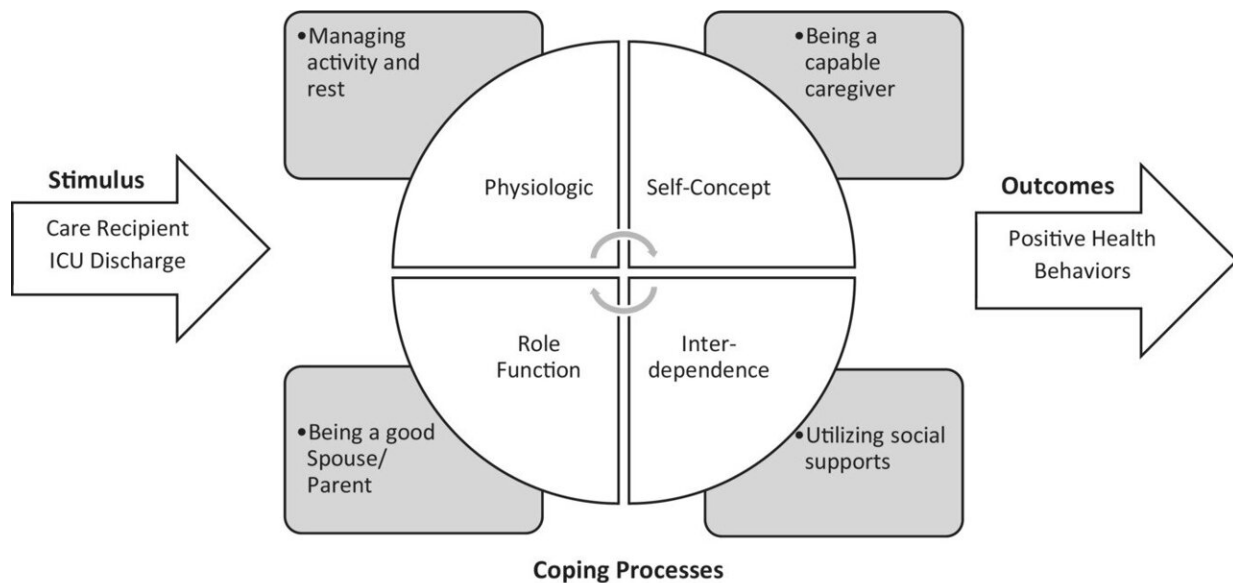 •Managing
activity and
rest
•Being a
capable
caregiver
Stimulus
Care Recipient
ICU Discharge
Physiologic
Self-Concept
Outcomes
Positive Health
Behaviors
Role
Function
Inter-
dependence
•Being a good
Spouse/
Parent
•Utilizing social
supports
Coping Processes